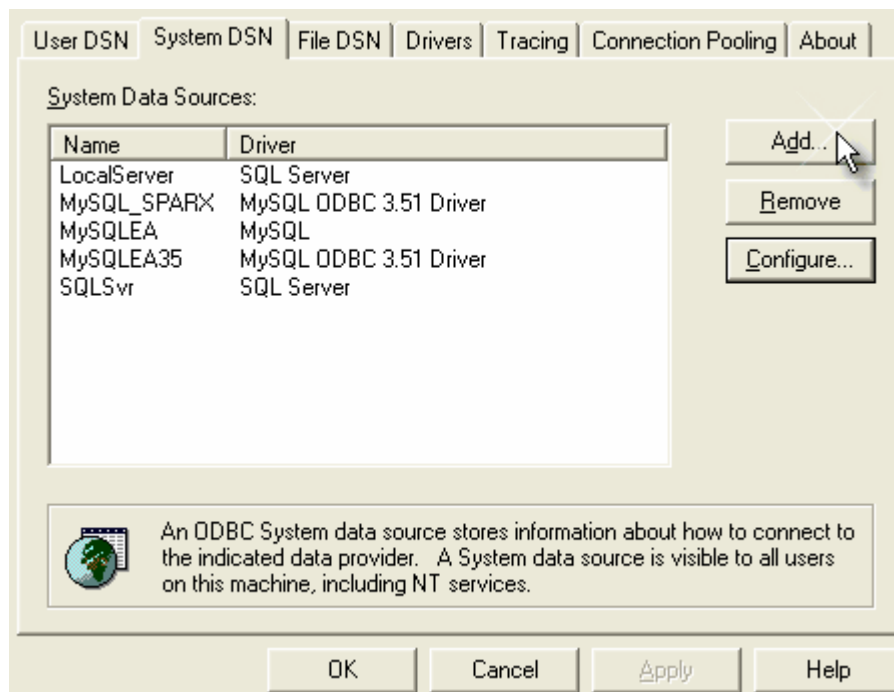 User DSN System DSN File DSN Drivers Tracing Connection Pooling About
System Data Sources:
Name Driver
LocalServer SQL Server
MySQL_SPARX MySQL ODBC 3.51 Driver
MySQLEA MySQL
MySQLEA35 MySQL ODBC 3.51 Driver
SQLSvr SQL Server
Add...
Remove
Configure...
An ODBC System data source stores information about how to connect to
the indicated data provider. A System data source is visible to all users
on this machine, including NT services.
OK Cancel Apply Help